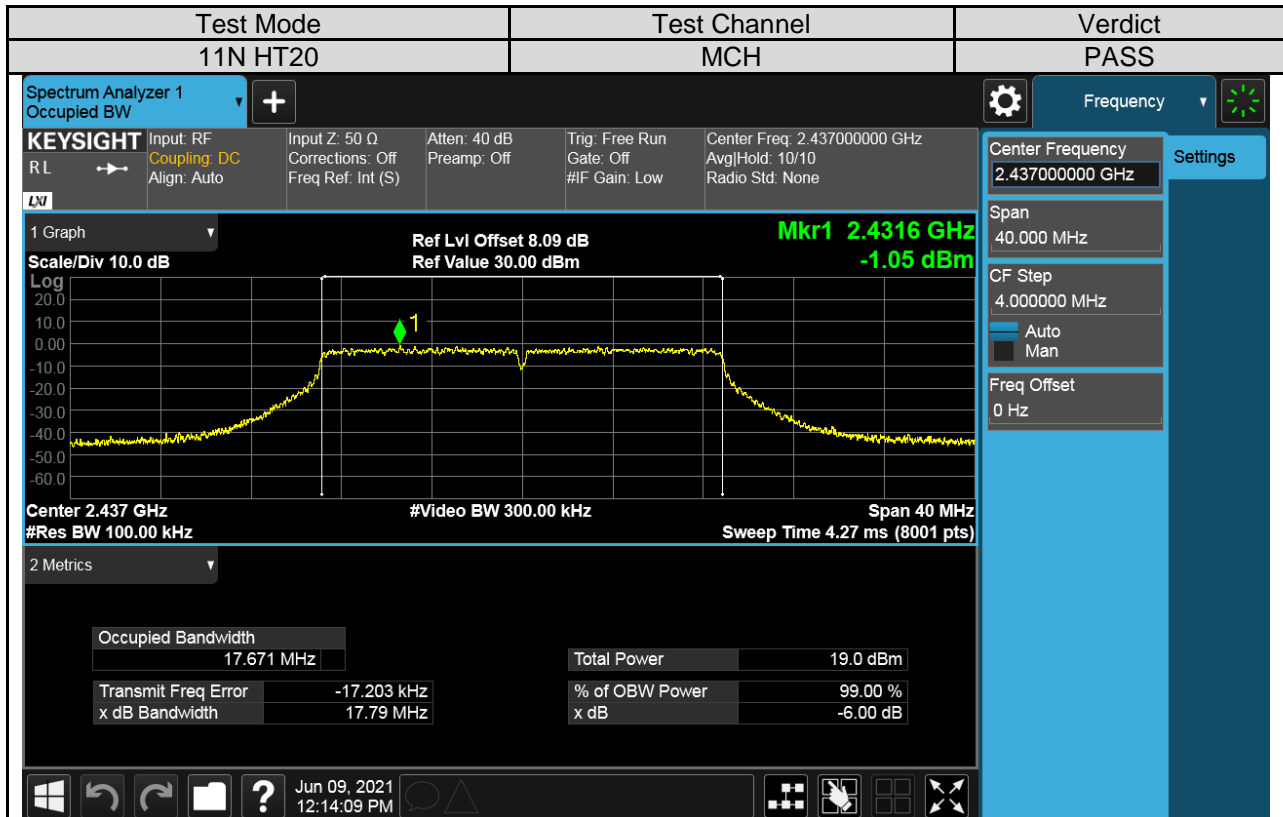 Test Mode Test Channel Verdict
11N HT20 MCH PASS
Spectrum Analyzer 1
Occupied BW
+
Frequency
KEYSIGHT
RL
LXI
Input: RF
Coupling: DC
Align: Auto
Input Z: 50 Ω
Corrections: Off
Freq Ref: Int (S)
Atten: 40 dB
Preamp: Off
Trig: Free Run
Gate: Off
#IF Gain: Low
Center Freq: 2.437000000 GHz
Avg|Hold: 10/10
Radio Std: None
Center Frequency
2.437000000 GHz
Settings
Span
40.000 MHz
CF Step
4.000000 MHz
Auto
Man
Freq Offset
0 Hz
1 Graph
Scale/Div 10.0 dB
Ref Lvl Offset 8.09 dB
Ref Value 30.00 dBm
Mkr1 2.4316 GHz
-1.05 dBm
Log
20.0
10.0
0.00
-10.0
-20.0
-30.0
-40.0
-50.0
-60.0
1
Center 2.437 GHz
#Res BW 100.00 kHz
#Video BW 300.00 kHz
Span 40 MHz
Sweep Time 4.27 ms (8001 pts)
2 Metrics
Occupied Bandwidth
17.671 MHz
Total Power 19.0 dBm
Transmit Freq Error -17.203 kHz
% of OBW Power 99.00 %
x dB Bandwidth 17.79 MHz
x dB -6.00 dB
?
Jun 09, 2021
12:14:09 PM